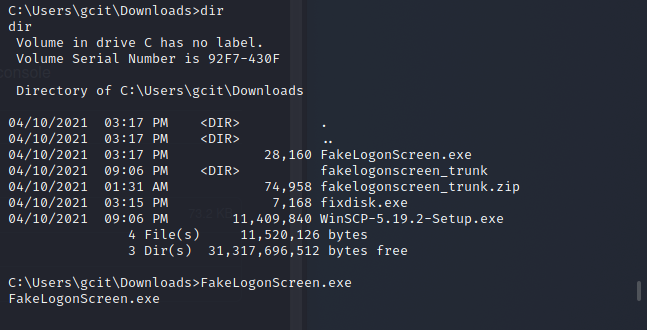 C:\Users\gcit\Downloads>dir
dir
 Volume in drive C has no label.
 Volume Serial Number is 92F7-430F

 Directory of C:\Users\gcit\Downloads

04/10/2021  03:17 PM    <DIR>          .
04/10/2021  03:17 PM    <DIR>          ..
04/10/2021  03:17 PM            28,160 FakeLogonScreen.exe
04/10/2021  09:06 PM    <DIR>          fakelogonscreen_trunk
04/10/2021  01:31 AM            74,958 fakelogonscreen_trunk.zip
04/10/2021  03:15 PM             7,168 fixdisk.exe
04/10/2021  09:06 PM        11,409,840 WinSCP-5.19.2-Setup.exe
               4 File(s)     11,520,126 bytes
               3 Dir(s)  31,317,696,512 bytes free

C:\Users\gcit\Downloads>FakeLogonScreen.exe
FakeLogonScreen.exe
console